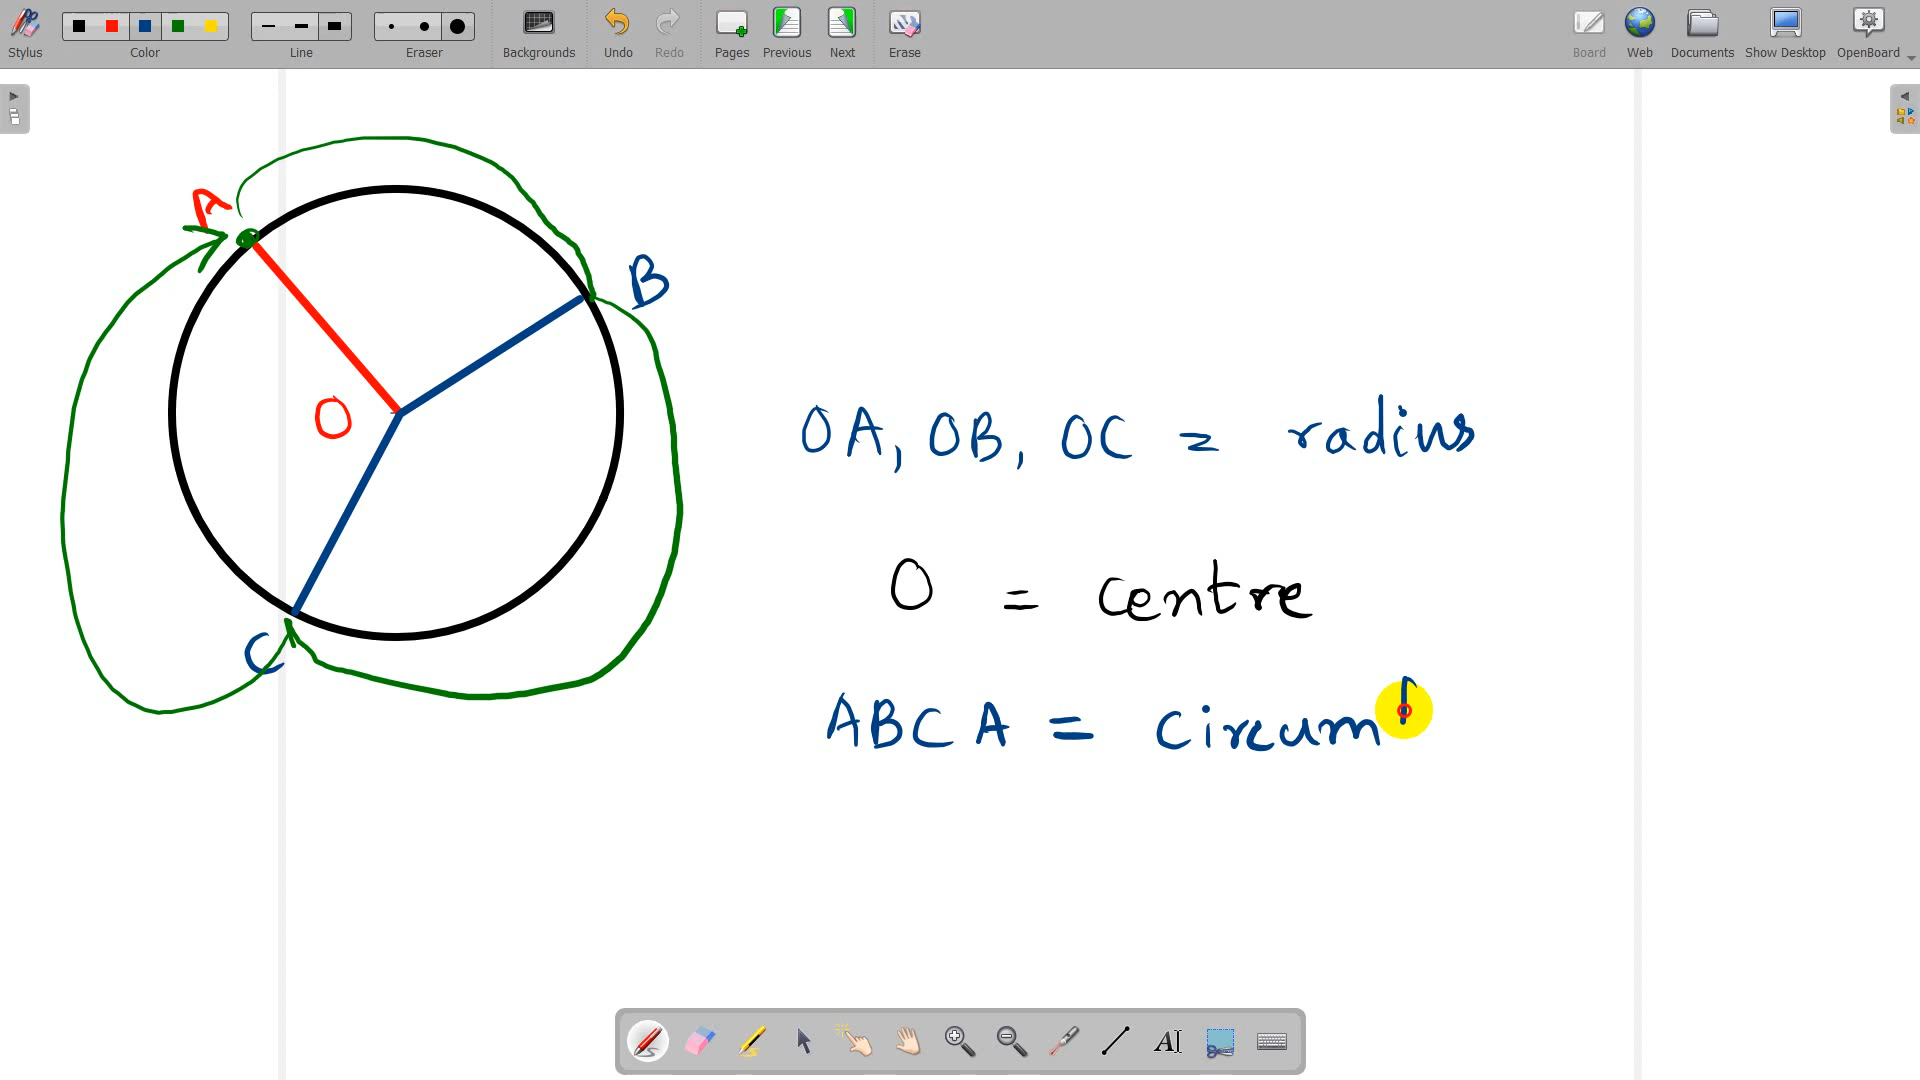 Stylus Color Line Eraser Backgrounds Undo Redo Pages Previous Next Erase Board Web Documents Show Desktop OpenBoard
A
B
O
C
OA, OB, OC = radius
O = centre
ABCA = circumf